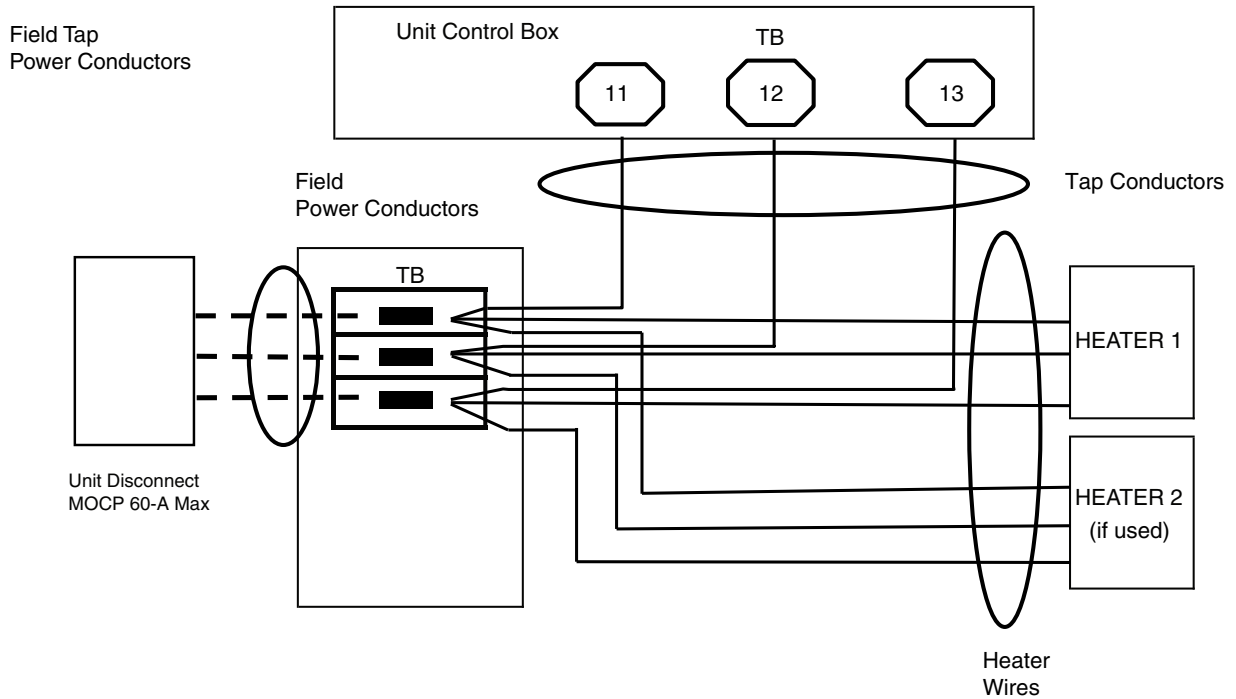 Field Tap
Power Conductors
Unit Control Box
TB
11
12
13
Field
Power Conductors
Tap Conductors
TB
HEATER 1
Unit Disconnect
MOCP 60-A Max
HEATER 2
(if used)
Heater
Wires